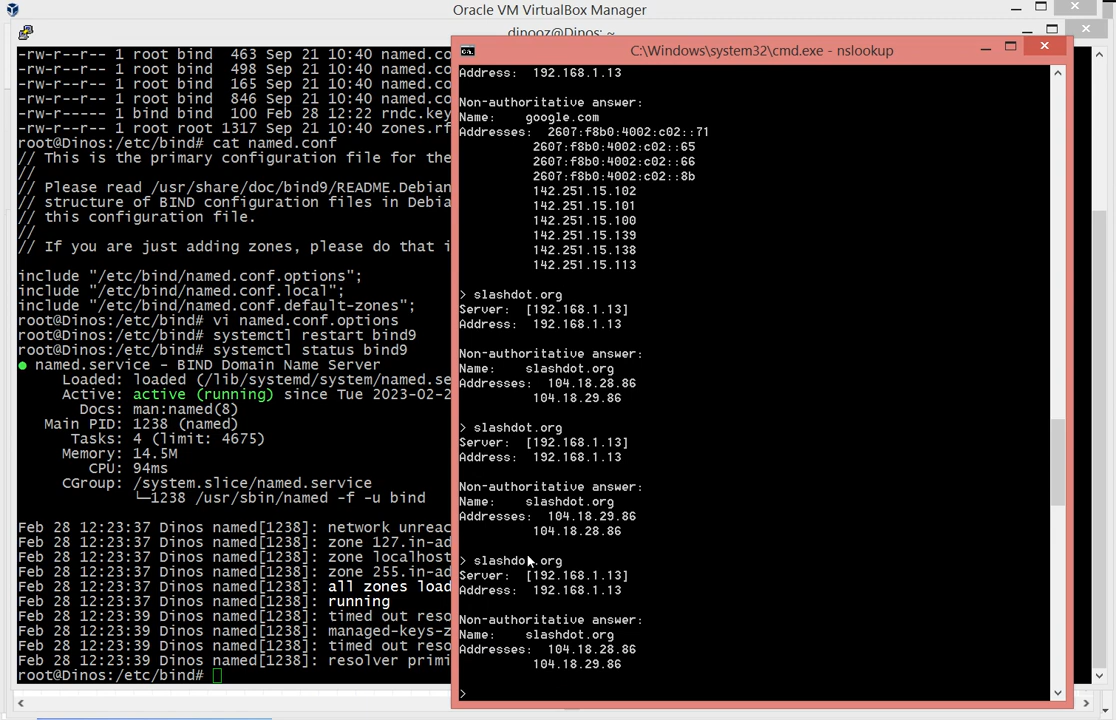 Oracle VM VirtualBox Manager
dinooz@Dinos: ~
-rw-r--r-- 1 root bind  463 Sep 21 10:40 named.co
-rw-r--r-- 1 root bind  498 Sep 21 10:40 named.co
-rw-r--r-- 1 root bind  165 Sep 21 10:40 named.co
-rw-r--r-- 1 root bind  846 Sep 21 10:40 named.co
-rw-r----- 1 bind bind  100 Feb 28 12:22 rndc.key
-rw-r--r-- 1 root root 1317 Sep 21 10:40 zones.rf
root@Dinos:/etc/bind# cat named.conf
// This is the primary configuration file for the
//
// Please read /usr/share/doc/bind9/README.Debian
// structure of BIND configuration files in Debia
// this configuration file.
//
// If you are just adding zones, please do that i
include "/etc/bind/named.conf.options";
include "/etc/bind/named.conf.local";
include "/etc/bind/named.conf.default-zones";
root@Dinos:/etc/bind# vi named.conf.options
root@Dinos:/etc/bind# systemctl restart bind9
root@Dinos:/etc/bind# systemctl status bind9
● named.service - BIND Domain Name Server
Loaded: loaded (/lib/systemd/system/named.se
Active: active (running) since Tue 2023-02-2
Docs: man:named(8)
Main PID: 1238 (named)
Tasks: 4 (limit: 4675)
Memory: 14.5M
CPU: 94ms
CGroup: /system.slice/named.service
└─1238 /usr/sbin/named -f -u bind
Feb 28 12:23:37 Dinos named[1238]: network unreac
Feb 28 12:23:37 Dinos named[1238]: zone 127.in-ad
Feb 28 12:23:37 Dinos named[1238]: zone localhost
Feb 28 12:23:37 Dinos named[1238]: zone 255.in-ad
Feb 28 12:23:37 Dinos named[1238]: all zones load
Feb 28 12:23:37 Dinos named[1238]: running
Feb 28 12:23:39 Dinos named[1238]: timed out reso
Feb 28 12:23:39 Dinos named[1238]: managed-keys-z
Feb 28 12:23:39 Dinos named[1238]: timed out reso
Feb 28 12:23:39 Dinos named[1238]: resolver primi
root@Dinos:/etc/bind#
C:\Windows\system32\cmd.exe - nslookup
Address:  192.168.1.13
Non-authoritative answer:
Name:    google.com
Addresses:  2607:f8b0:4002:c02::71
2607:f8b0:4002:c02::65
2607:f8b0:4002:c02::66
2607:f8b0:4002:c02::8b
142.251.15.102
142.251.15.101
142.251.15.100
142.251.15.139
142.251.15.138
142.251.15.113
> slashdot.org
Server:  [192.168.1.13]
Address:  192.168.1.13
Non-authoritative answer:
Name:    slashdot.org
Addresses:  104.18.28.86
104.18.29.86
> slashdot.org
Server:  [192.168.1.13]
Address:  192.168.1.13
Non-authoritative answer:
Name:    slashdot.org
Addresses:  104.18.29.86
104.18.28.86
> slashdot.org
Server:  [192.168.1.13]
Address:  192.168.1.13
Non-authoritative answer:
Name:    slashdot.org
Addresses:  104.18.28.86
104.18.29.86
>